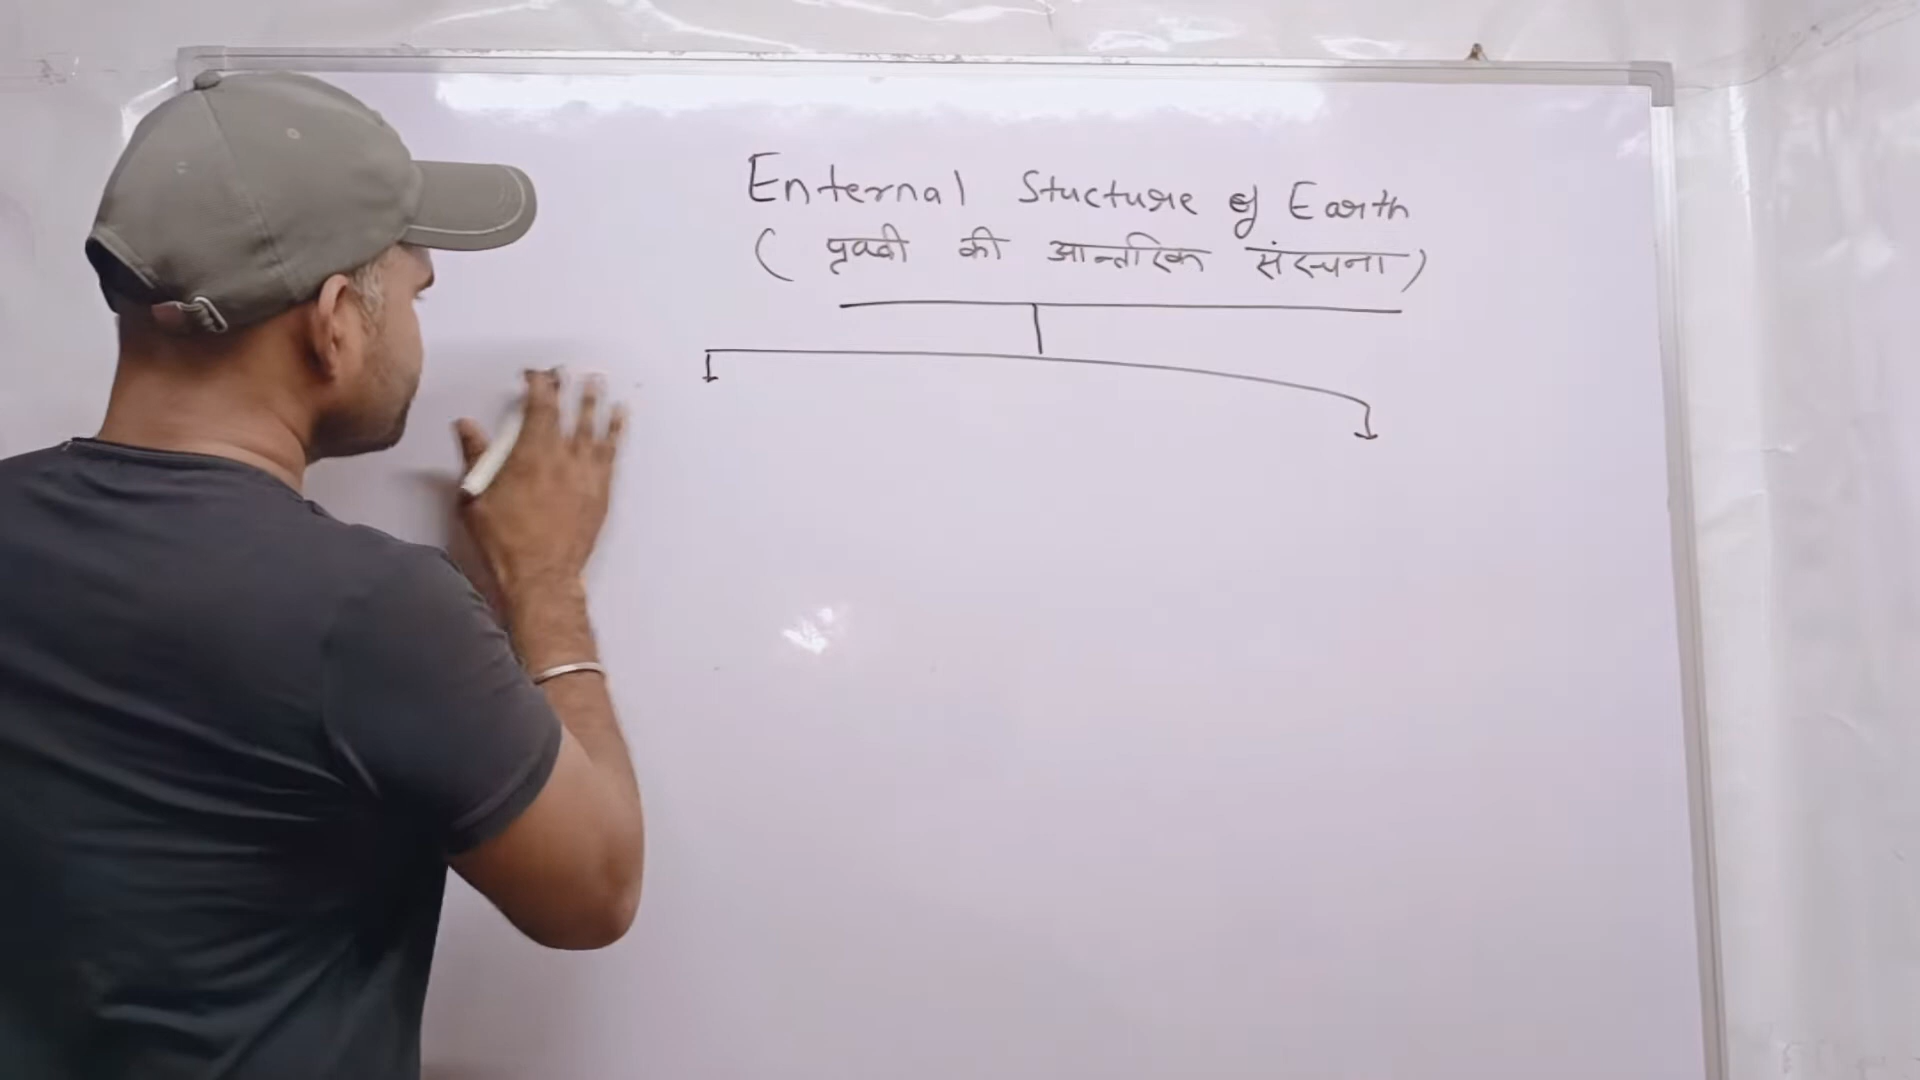 Enternal Stucture of Earth
( पृथ्वी की आन्तरिक संरचना )